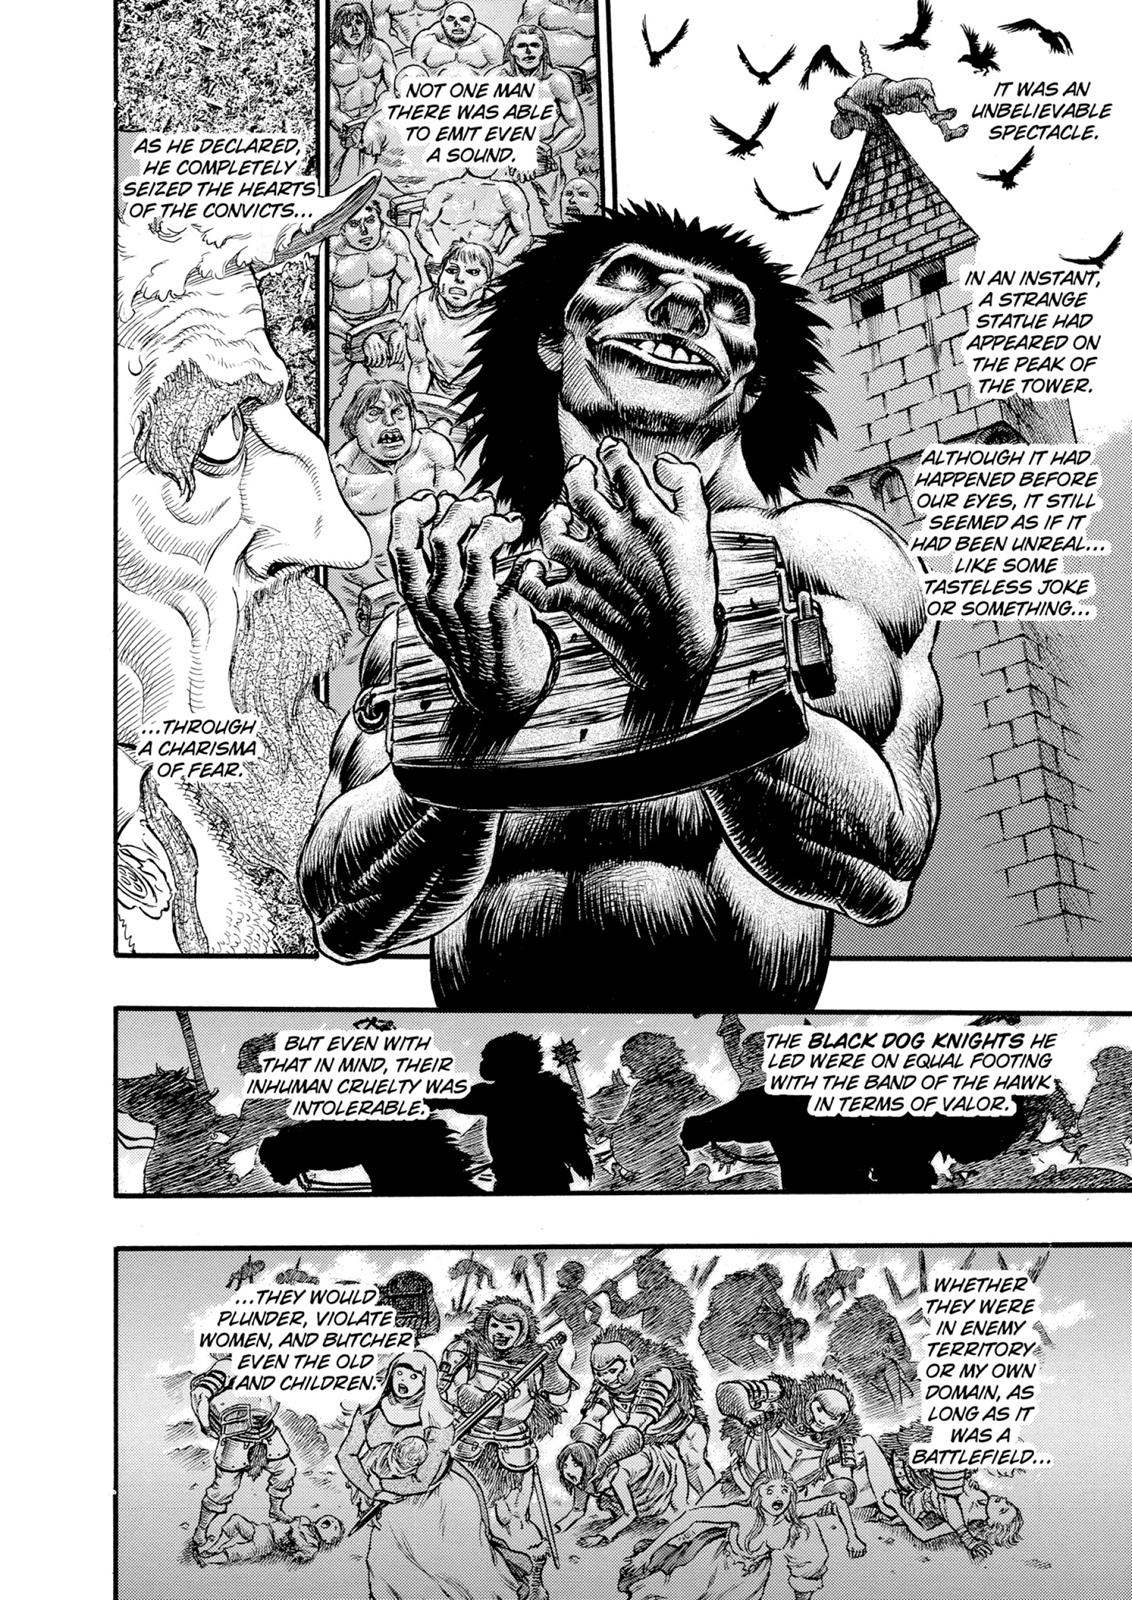 IT WAS AN
UNBELIEVABLE
SPECTACLE.
IN AN INSTANT,
A STRANGE
STATUE HAD
APPEARED ON
THE PEAK OF
THE TOWER.
ALTHOUGH IT HAD
HAPPENED BEFORE
OUR EYES, IT STILL
SEEMED AS IF IT
HAD BEEN UNREAL...
LIKE SOME
TASTELESS JOKE
OR SOMETHING...
NOT ONE MAN
THERE WAS ABLE
TO EMIT EVEN
A SOUND.
AS HE DECLARED,
HE COMPLETELY
SEIZED THE HEARTS
OF THE CONVICTS...
...THROUGH
A CHARISMA
OF FEAR.
THE BLACK DOG KNIGHTS HE
LED WERE ON EQUAL FOOTING
WITH THE BAND OF THE HAWK
IN TERMS OF VALOR.
BUT EVEN WITH
THAT IN MIND, THEIR
INHUMAN CRUELTY WAS
INTOLERABLE.
WHETHER
THEY WERE
IN ENEMY
TERRITORY
OR MY OWN
DOMAIN, AS
LONG AS IT
WAS A
BATTLEFIELD...
...THEY WOULD
PLUNDER, VIOLATE
WOMEN, AND BUTCHER
EVEN THE OLD
AND CHILDREN.